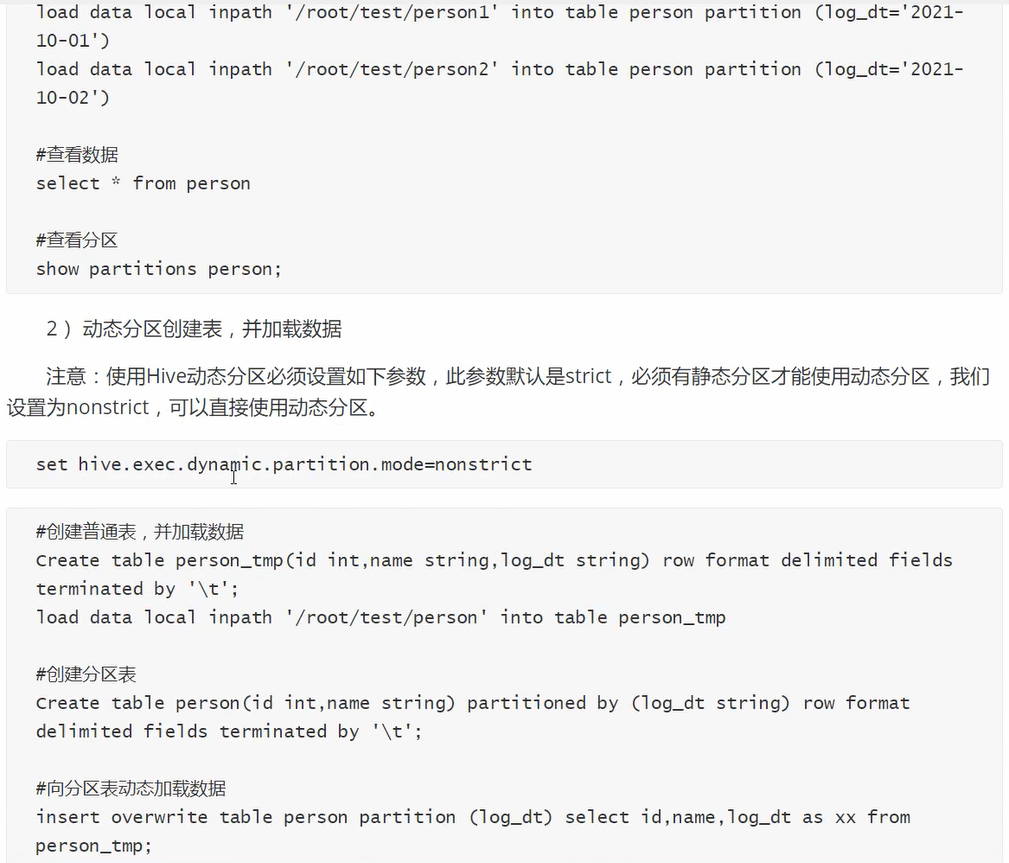 load data local inpath '/root/test/person1' into table person partition (log_dt='2021-
10-01')
load data local inpath '/root/test/person2' into table person partition (log_dt='2021-
10-02')
#查看数据
select * from person
#查看分区
show partitions person;
2 ）动态分区创建表，并加载数据
注意：使用Hive动态分区必须设置如下参数，此参数默认是strict，必须有静态分区才能使用动态分区，我们
设置为nonstrict，可以直接使用动态分区。
set hive.exec.dynamic.partition.mode=nonstrict
#创建普通表，并加载数据
Create table person_tmp(id int,name string,log_dt string) row format delimited fields
terminated by '\t';
load data local inpath '/root/test/person' into table person_tmp
#创建分区表
Create table person(id int,name string) partitioned by (log_dt string) row format
delimited fields terminated by '\t';
#向分区表动态加载数据
insert overwrite table person partition (log_dt) select id,name,log_dt as xx from
person_tmp;